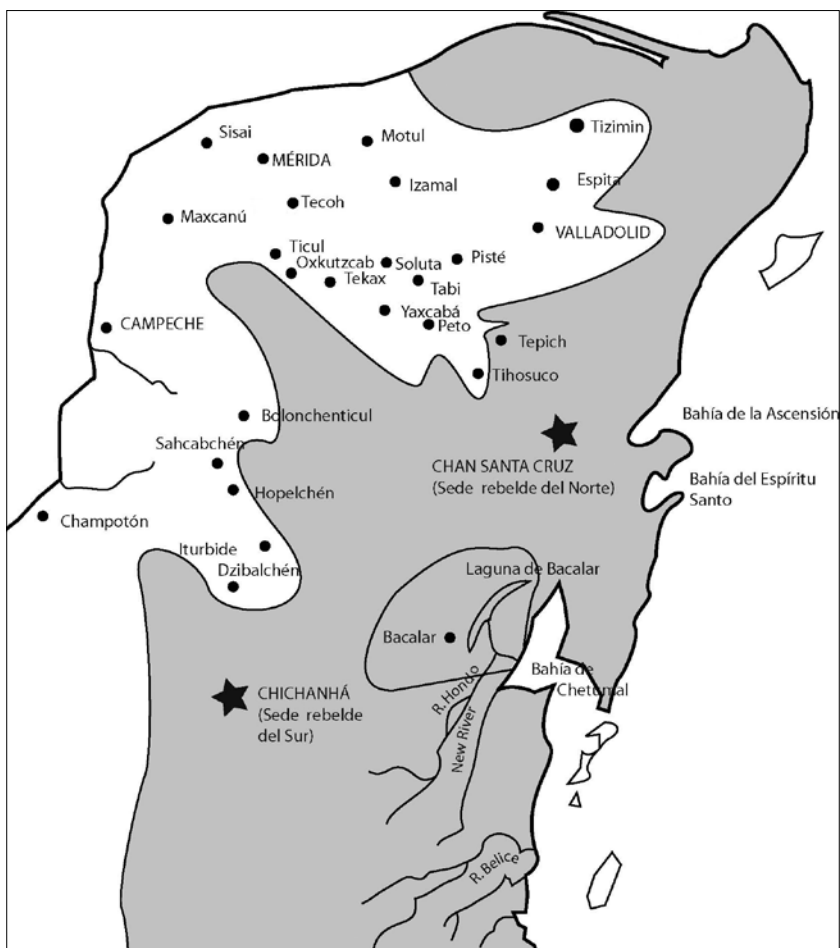 Sisai
Motul
Tizimin
MÉRIDA
Izamal
Espita
Tecoh
Maxcanú
VALLADOLID
Ticul
Oxkutzcab
Soluta
Pisté
Tekax
Tabi
Yaxcabá
Peto
CAMPECHE
Tepich
Tihosuco
Bolonchenticul
Bahía de la Ascensión
Sahcabchén
CHAN SANTA CRUZ
(Sede rebelde del Norte)
Bahía del Espíritu
Santo
Hopelchén
Champotón
Iturbide
Dzibalchén
Laguna de Bacalar
Bacalar
Bahía de
Chetumal
R. Hondo
New River
CHICHANHÁ
(Sede rebelde
del Sur)
R. Belice